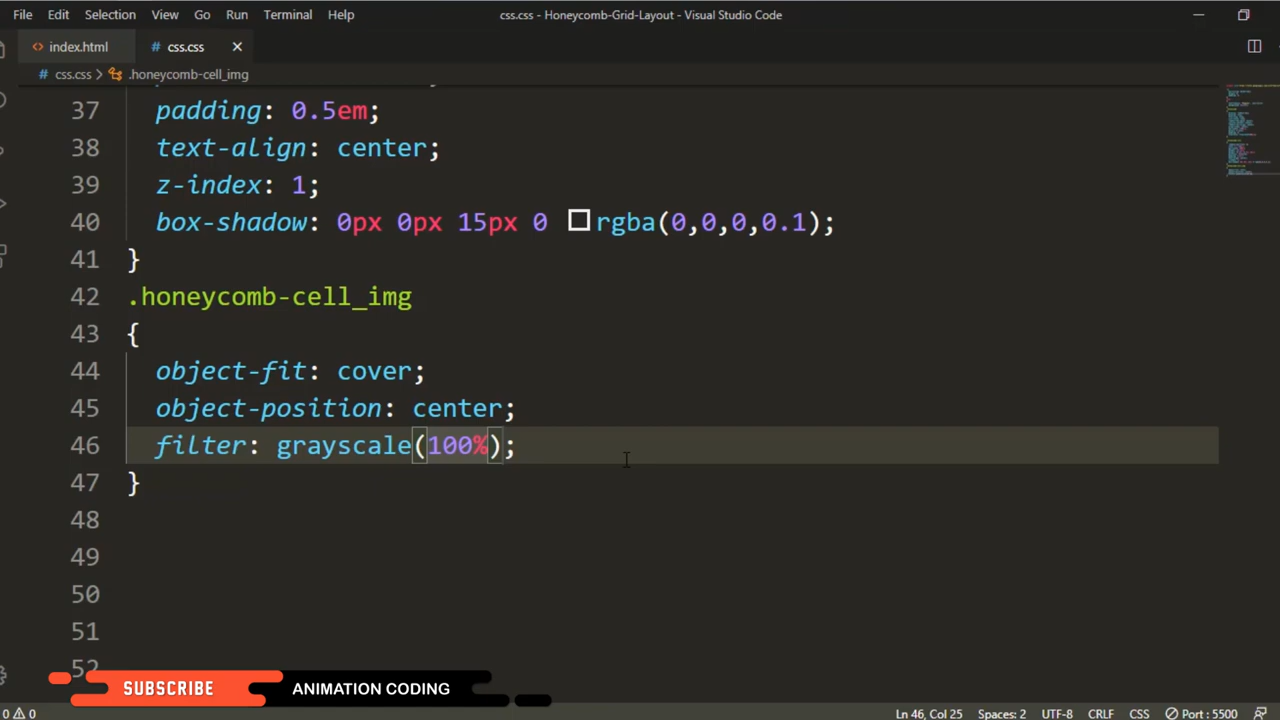 File Edit Selection View Go Run Terminal Help css.css - Honeycomb-Grid-Layout - Visual Studio Code
index.html # css.css
# css.css > .honeycomb-cell_img
37 padding: 0.5em;
38 text-align: center;
39 z-index: 1;
40 box-shadow: 0px 0px 15px 0 rgba(0,0,0,0.1);
41 }
42 .honeycomb-cell_img
43 {
44 object-fit: cover;
45 object-position: center;
46 filter: grayscale(100%);
47 }
48
49
50
51
52
SUBSCRIBE ANIMATION CODING
0 0 Ln 46, Col 25 Spaces: 2 UTF-8 CRLF CSS Port : 5500